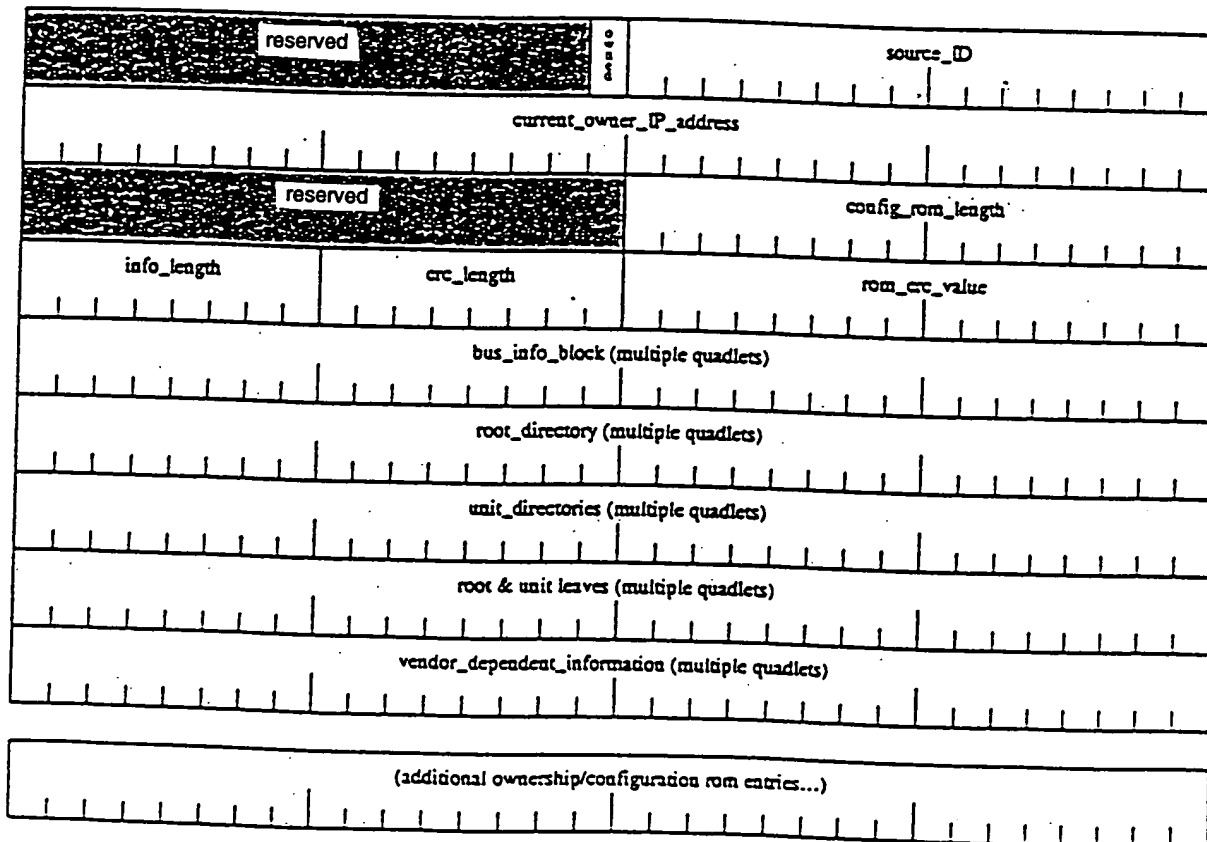 reserved
source_ID
current_owner_IP_address
reserved
config_rom_length
info_length
crc_length
rom_crc_value
bus_info_block (multiple quadlets)
root_directory (multiple quadlets)
unit_directories (multiple quadlets)
root & unit leaves (multiple quadlets)
vendor_dependent_information (multiple quadlets)
(additional ownership/configuration rom entries...)